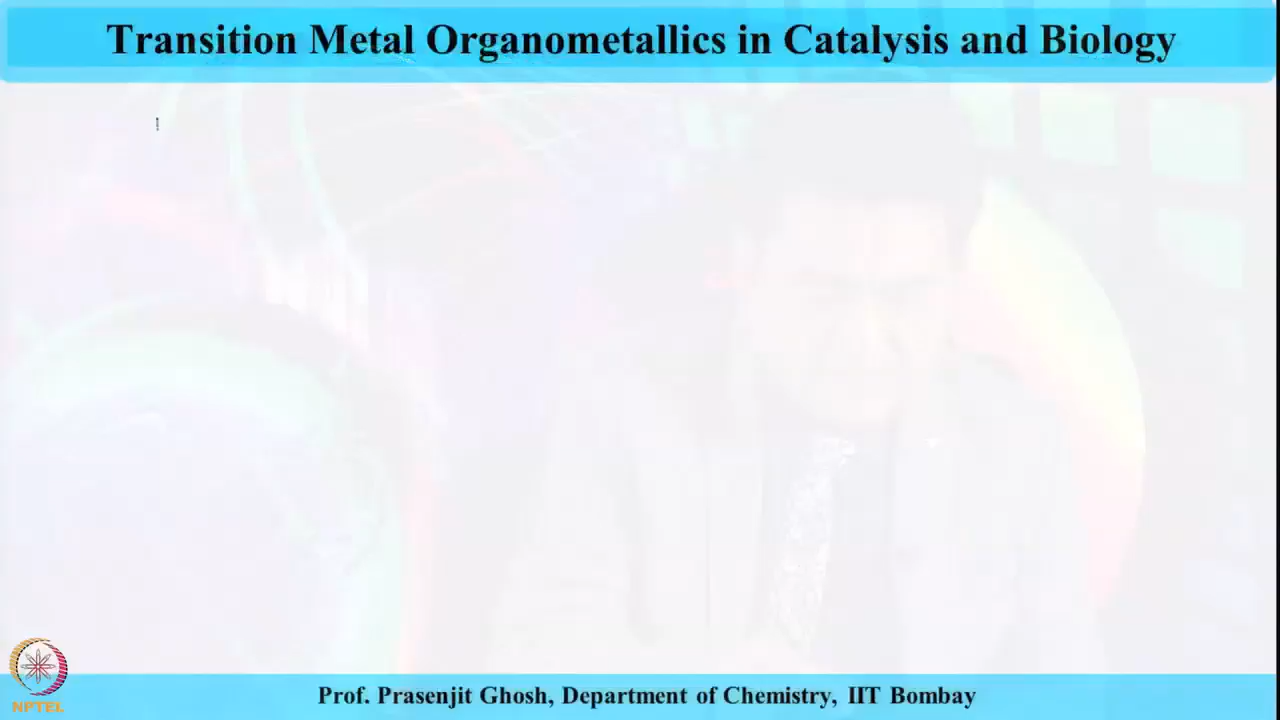 Transition Metal Organometallics in Catalysis and Biology
Prof. Prasenjit Ghosh, Department of Chemistry, IIT Bombay
NPTEL